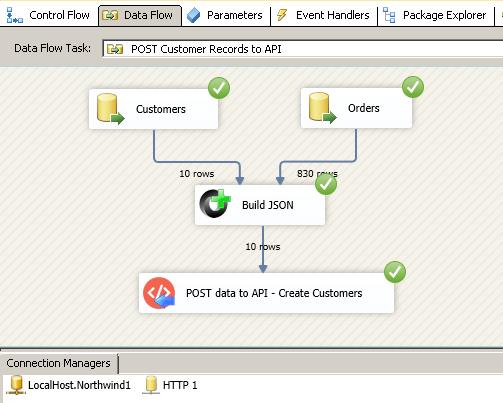 Control Flow Data Flow Parameters Event Handlers Package Explorer
Data Flow Task: POST Customer Records to API
Customers Orders
10 rows 830 rows
Build JSON
10 rows
POST data to API - Create Customers
Connection Managers
LocalHost.Northwind1 HTTP 1